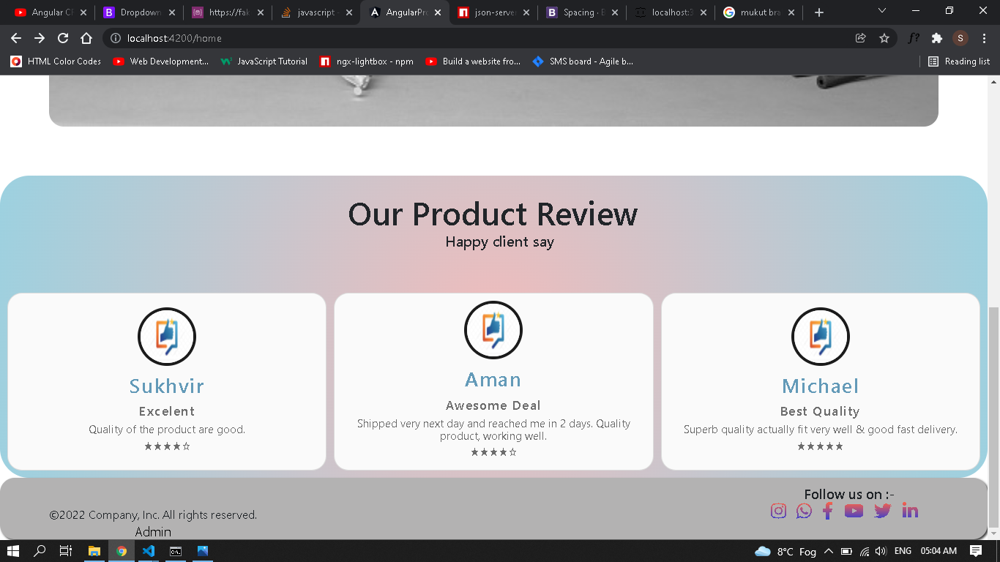 Angular C
Dropdown
https://fak
javascript -
AngularPro
json-server
Spacing · B
localhost:3
mukut bra
localhost:4200/home
f?
S
HTML Color Codes
Web Development...
JavaScript Tutorial
ngx-lightbox - npm
Build a website fro...
SMS board - Agile b...
Reading list
Our Product Review
Happy client say
Sukhvir
Excelent
Quality of the product are good.
★★★★☆
Aman
Awesome Deal
Shipped very next day and reached me in 2 days. Quality
product, working well.
★★★★☆
Michael
Best Quality
Superb quality actually fit very well & good fast delivery.
★★★★★
©2022 Company, Inc. All rights reserved.
Admin
Follow us on :-
8°C Fog
ENG
05:04 AM